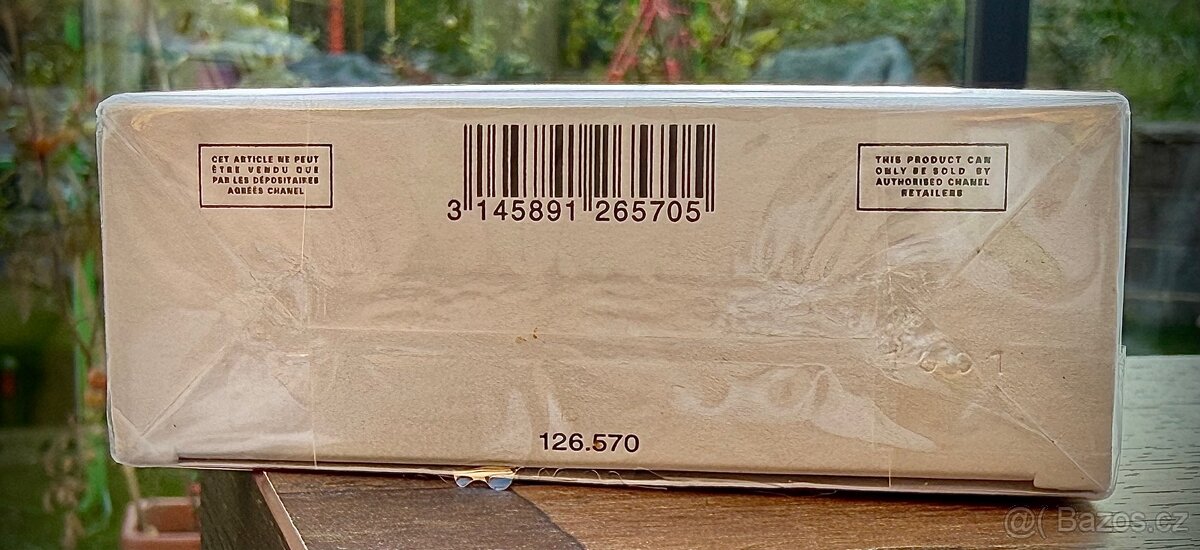 CET ARTICLE NE PEUT
ÊTRE VENDU QUE
PAR LES DÉPOSITAIRES
AGRÉÉS CHANEL
3 145891 265705
THIS PRODUCT CAN
ONLY BE SOLD BY
AUTHORISED CHANEL
RETAILERS
126.570
@( Bazos.cz